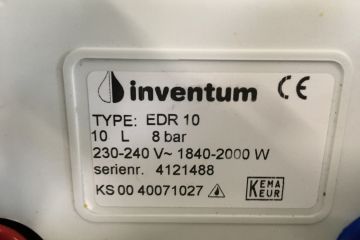 inventum CE
TYPE: EDR 10
10 L 8 bar
230-240 V~ 1840-2000 W
serienr. 4121488
KS 00 40071027
KEMA
KEUR